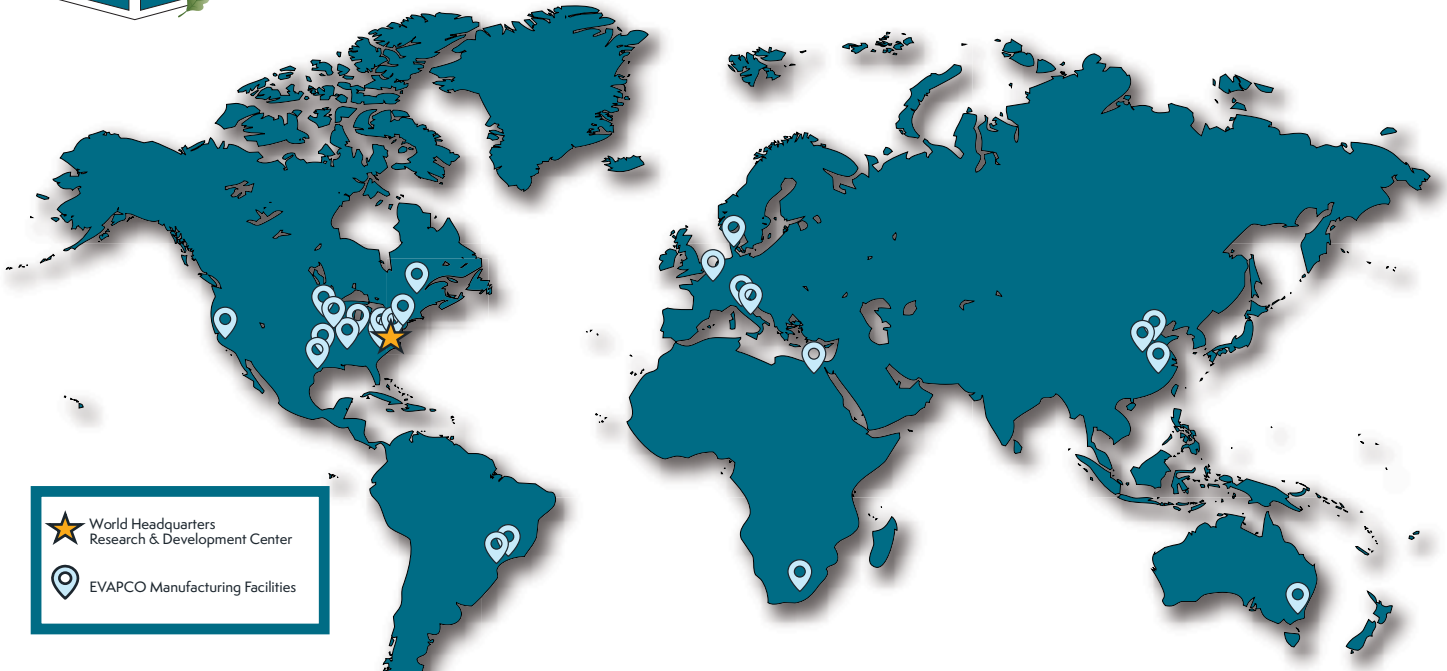 World Headquarters
Research & Development Center
EVAPCO Manufacturing Facilities